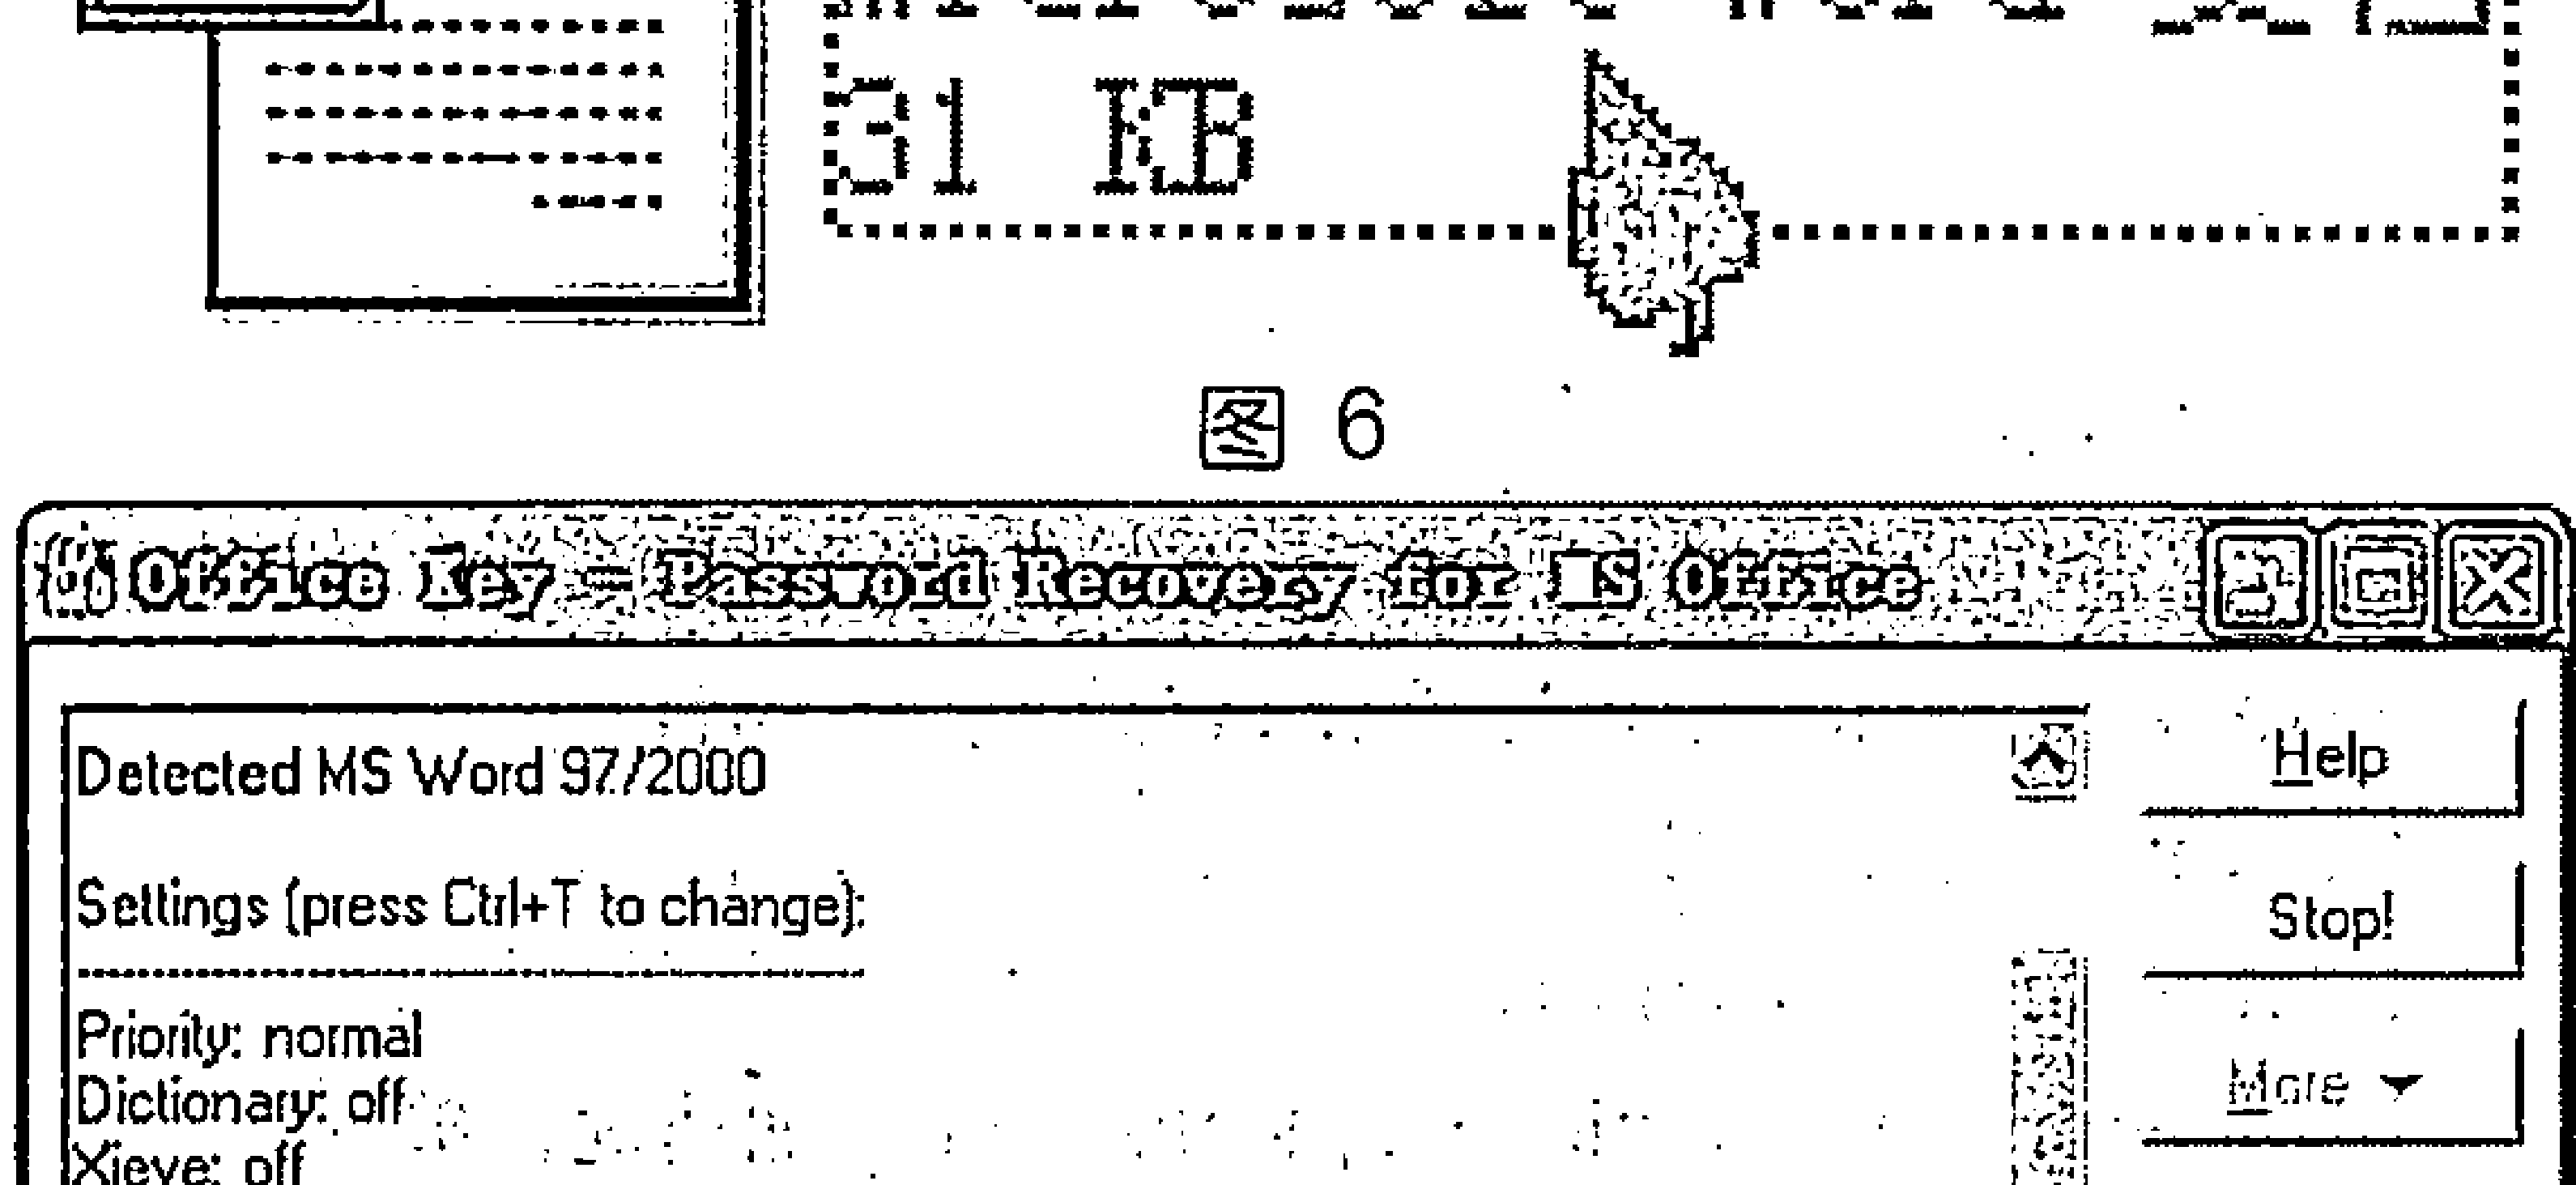 31 KB
图 6
Office Key - Password Recovery for MS Office
Detected MS Word 97/2000
Help
Settings (press Ctrl+T to change):
Stop!
Priority: normal
More
Dictionary: off
Xieve: off